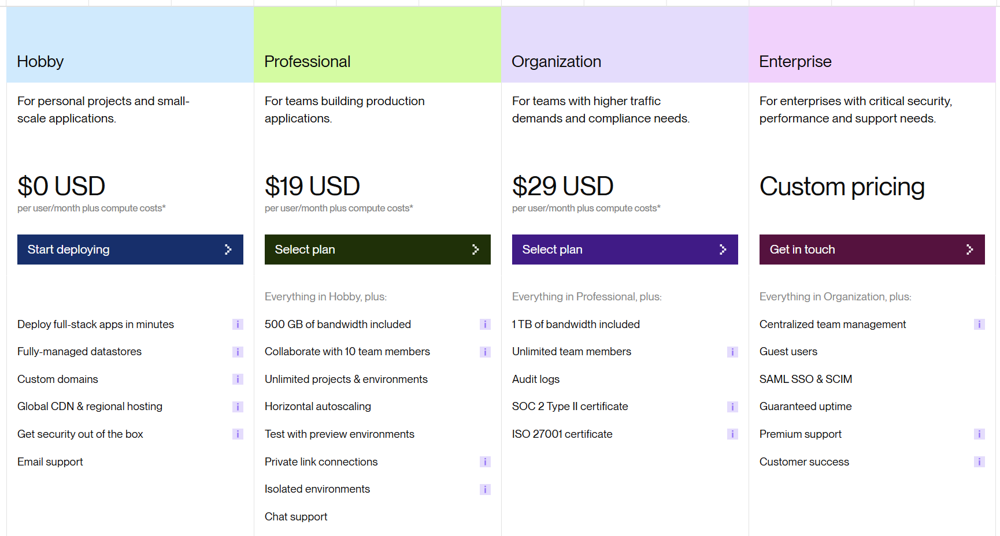 Hobby
For personal projects and small-
scale applications.
$0 USD
per user/month plus compute costs*
Start deploying
Deploy full-stack apps in minutes
Fully-managed datastores
Custom domains
Global CDN & regional hosting
Get security out of the box
Email support
Professional
For teams building production
applications.
$19 USD
per user/month plus compute costs*
Select plan
Everything in Hobby, plus:
500 GB of bandwidth included
Collaborate with 10 team members
Unlimited projects & environments
Horizontal autoscaling
Test with preview environments
Private link connections
Isolated environments
Chat support
Organization
For teams with higher traffic
demands and compliance needs.
$29 USD
per user/month plus compute costs*
Select plan
Everything in Professional, plus:
1 TB of bandwidth included
Unlimited team members
Audit logs
SOC 2 Type II certificate
ISO 27001 certificate
Enterprise
For enterprises with critical security,
performance and support needs.
Custom pricing
Get in touch
Everything in Organization, plus:
Centralized team management
Guest users
SAML SSO & SCIM
Guaranteed uptime
Premium support
Customer success